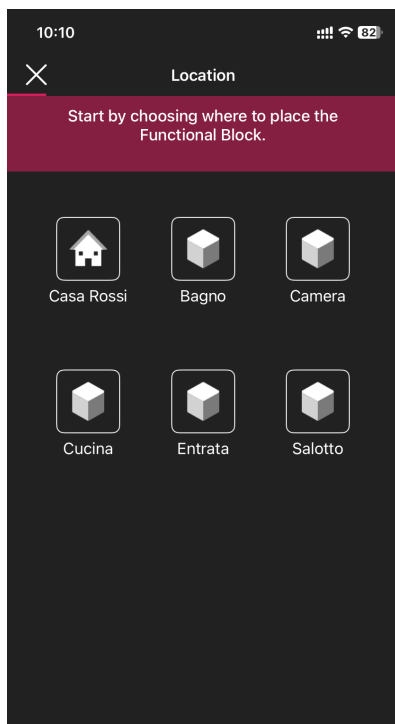 10:10
82
Location
Start by choosing where to place the
Functional Block.
Casa Rossi Bagno Camera
Cucina Entrata Salotto